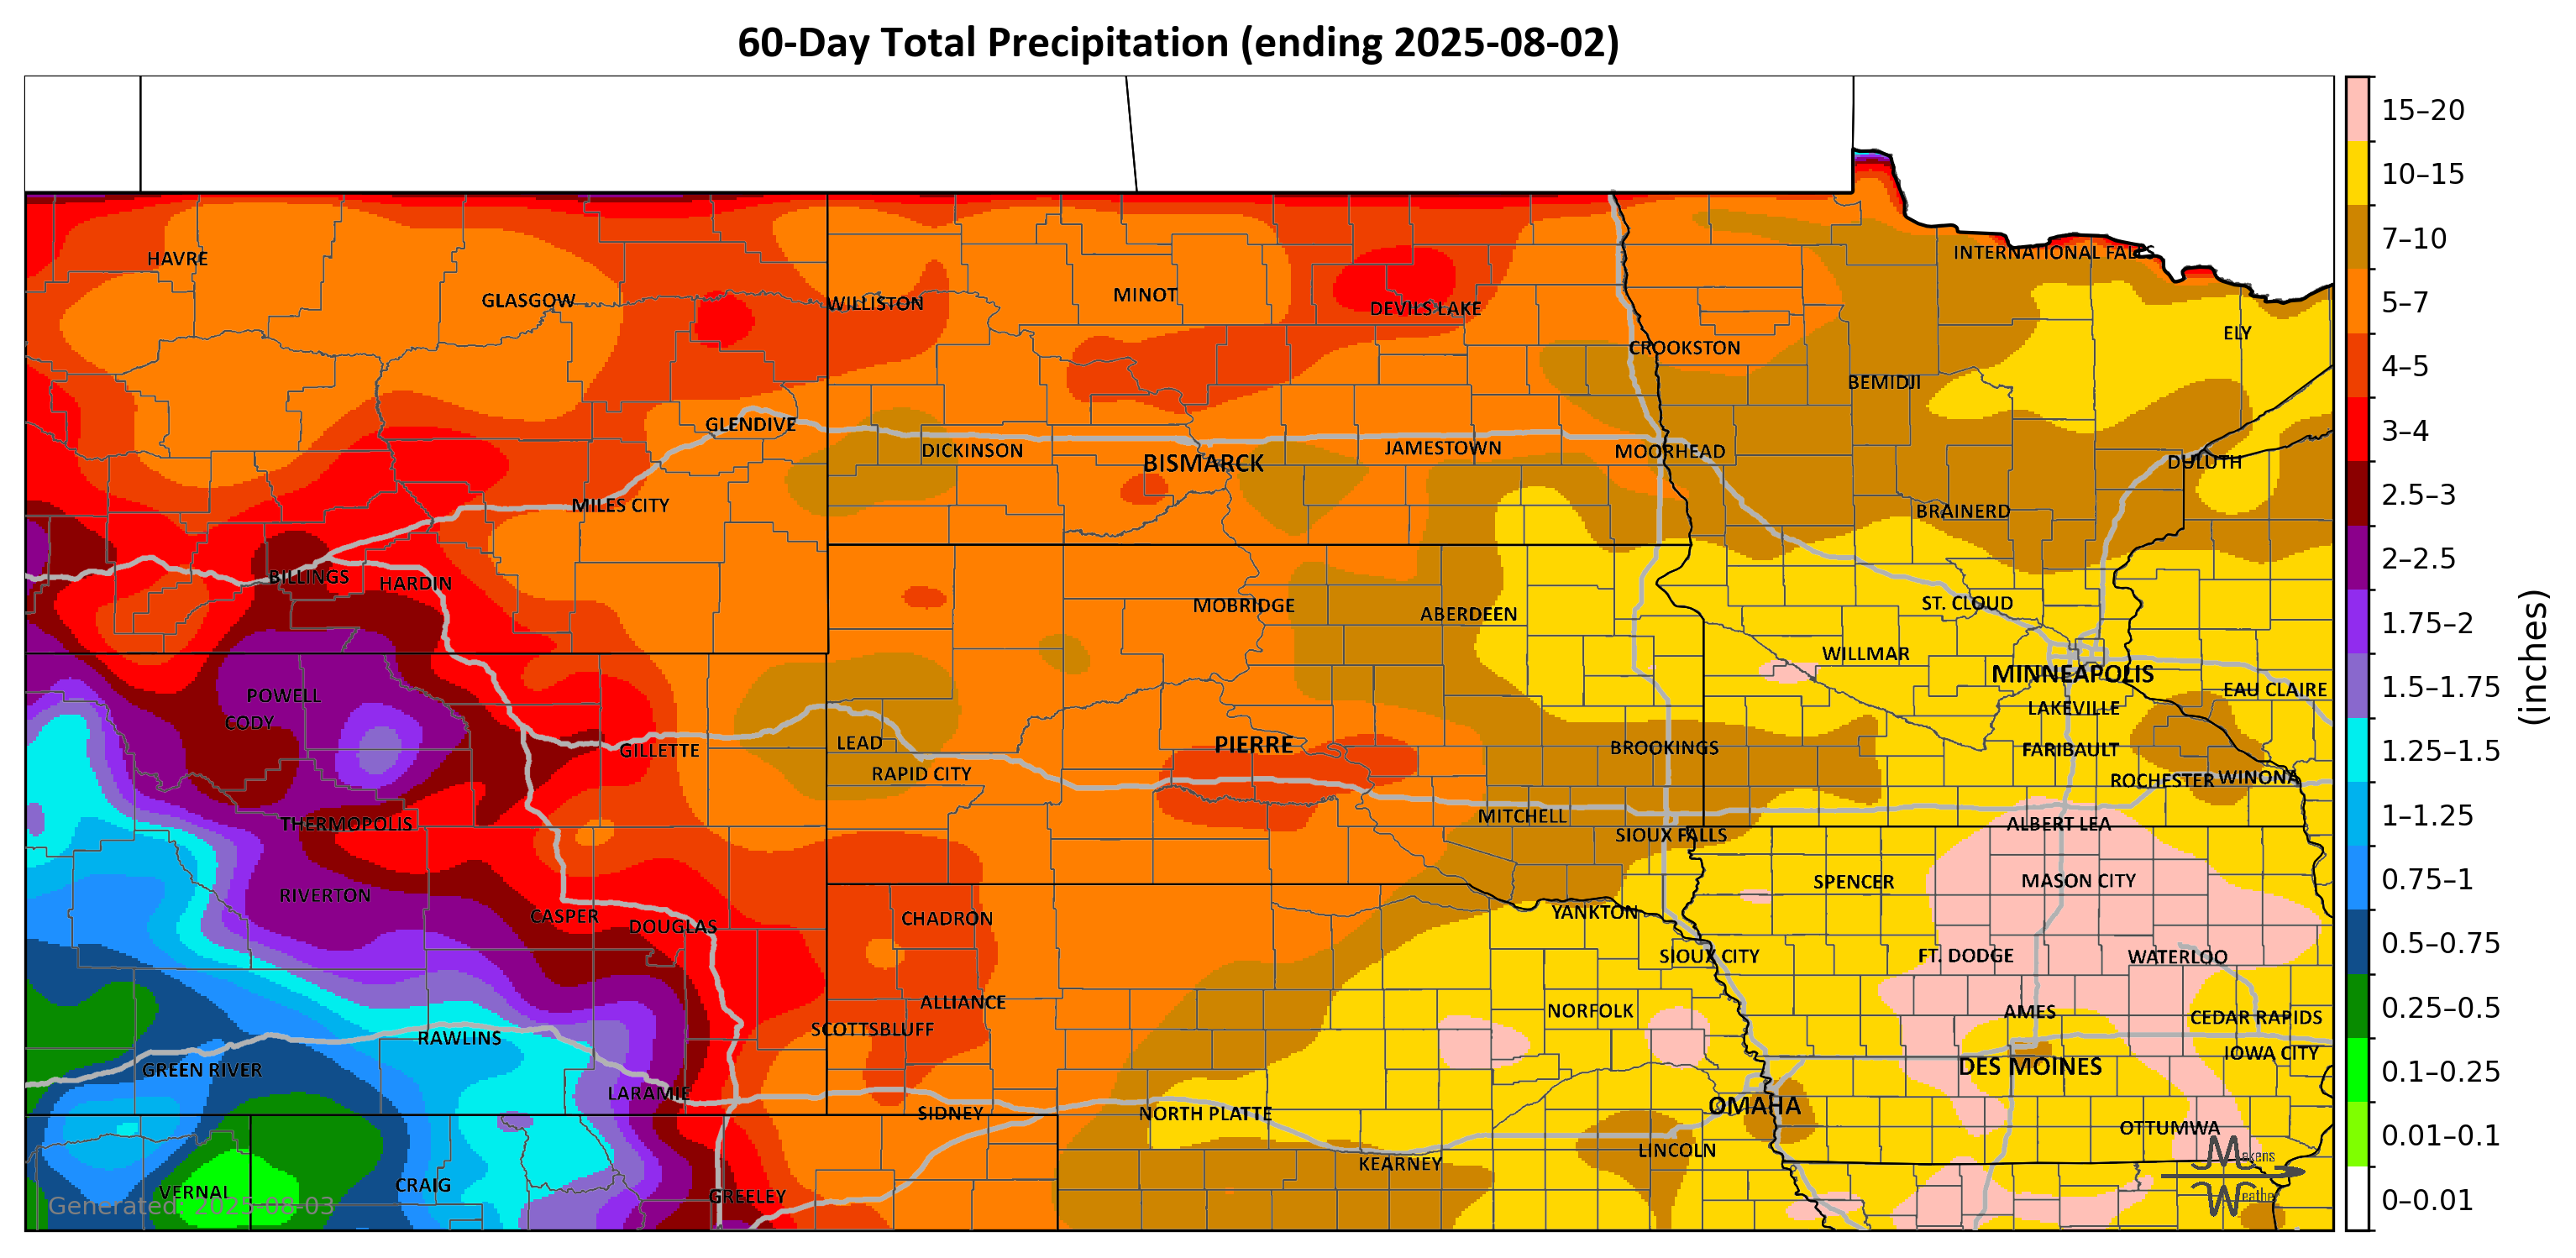 60-Day Total Precipitation (ending 2025-08-02)
15–20
10–15
7–10
5–7
4–5
3–4
2.5–3
2–2.5
1.75–2
1.5–1.75
1.25–1.5
1–1.25
0.75–1
0.5–0.75
0.25–0.5
0.1–0.25
0.01–0.1
0–0.01
(inches)
HAVRE
INTERNATIONAL FALLS
GLASGOW
WILLISTON
MINOT
DEVILS LAKE
ELY
CROOKSTON
BEMIDJI
GLENDIVE
DICKINSON
BISMARCK
JAMESTOWN
MOORHEAD
DULUTH
MILES CITY
BRAINERD
BILLINGS
HARDIN
MOBRIDGE
ABERDEEN
ST. CLOUD
WILLMAR
MINNEAPOLIS
POWELL
EAU CLAIRE
CODY
LAKEVILLE
GILLETTE
LEAD
PIERRE
BROOKINGS
FARIBAULT
RAPID CITY
ROCHESTER
WINONA
THERMOPOLIS
MITCHELL
SIOUX FALLS
ALBERT LEA
RIVERTON
SPENCER
MASON CITY
CASPER
DOUGLAS
CHADRON
YANKTON
SIOUX CITY
FT. DODGE
WATERLOO
ALLIANCE
NORFOLK
AMES
CEDAR RAPIDS
RAWLINS
SCOTTSBLUFF
GREEN RIVER
DES MOINES
IOWA CITY
LARAMIE
SIDNEY
NORTH PLATTE
OMAHA
OTTUMWA
LINCOLN
KEARNEY
VERNAL
CRAIG
GREELEY
Generated: 2025-08-03
Makens
Weather